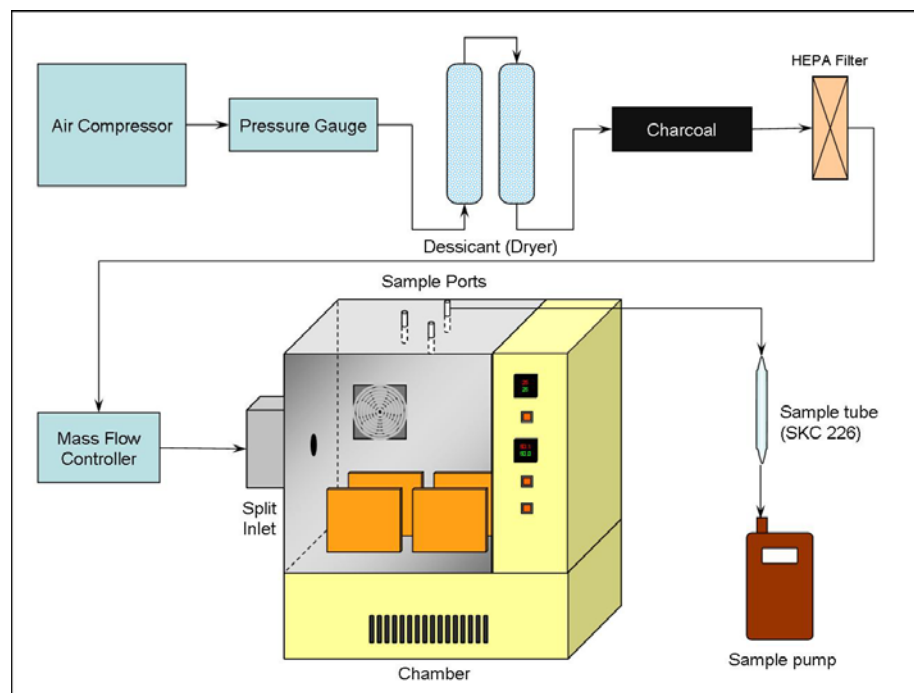 HEPA Filter
Air Compressor
Pressure Gauge
Charcoal
Dessicant (Dryer)
Sample Ports
Mass Flow
Controller
Split
Inlet
Sample tube
(SKC 226)
Chamber
Sample pump